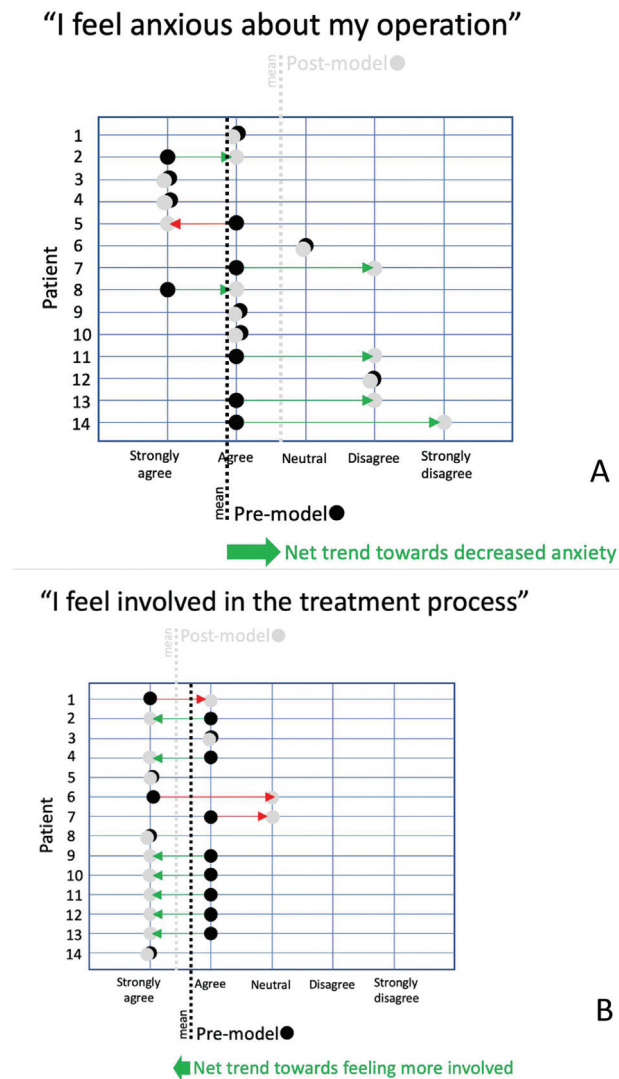 "I feel anxious about my operation"
mean
Post-model
Patient
1
2
3
4
5
6
7
8
9
10
11
12
13
14
Strongly agree
Agree
Neutral
Disagree
Strongly disagree
mean
Pre-model
A
Net trend towards decreased anxiety
"I feel involved in the treatment process"
mean
Post-model
Patient
1
2
3
4
5
6
7
8
9
10
11
12
13
14
Strongly agree
Agree
Neutral
Disagree
Strongly disagree
mean
Pre-model
B
Net trend towards feeling more involved